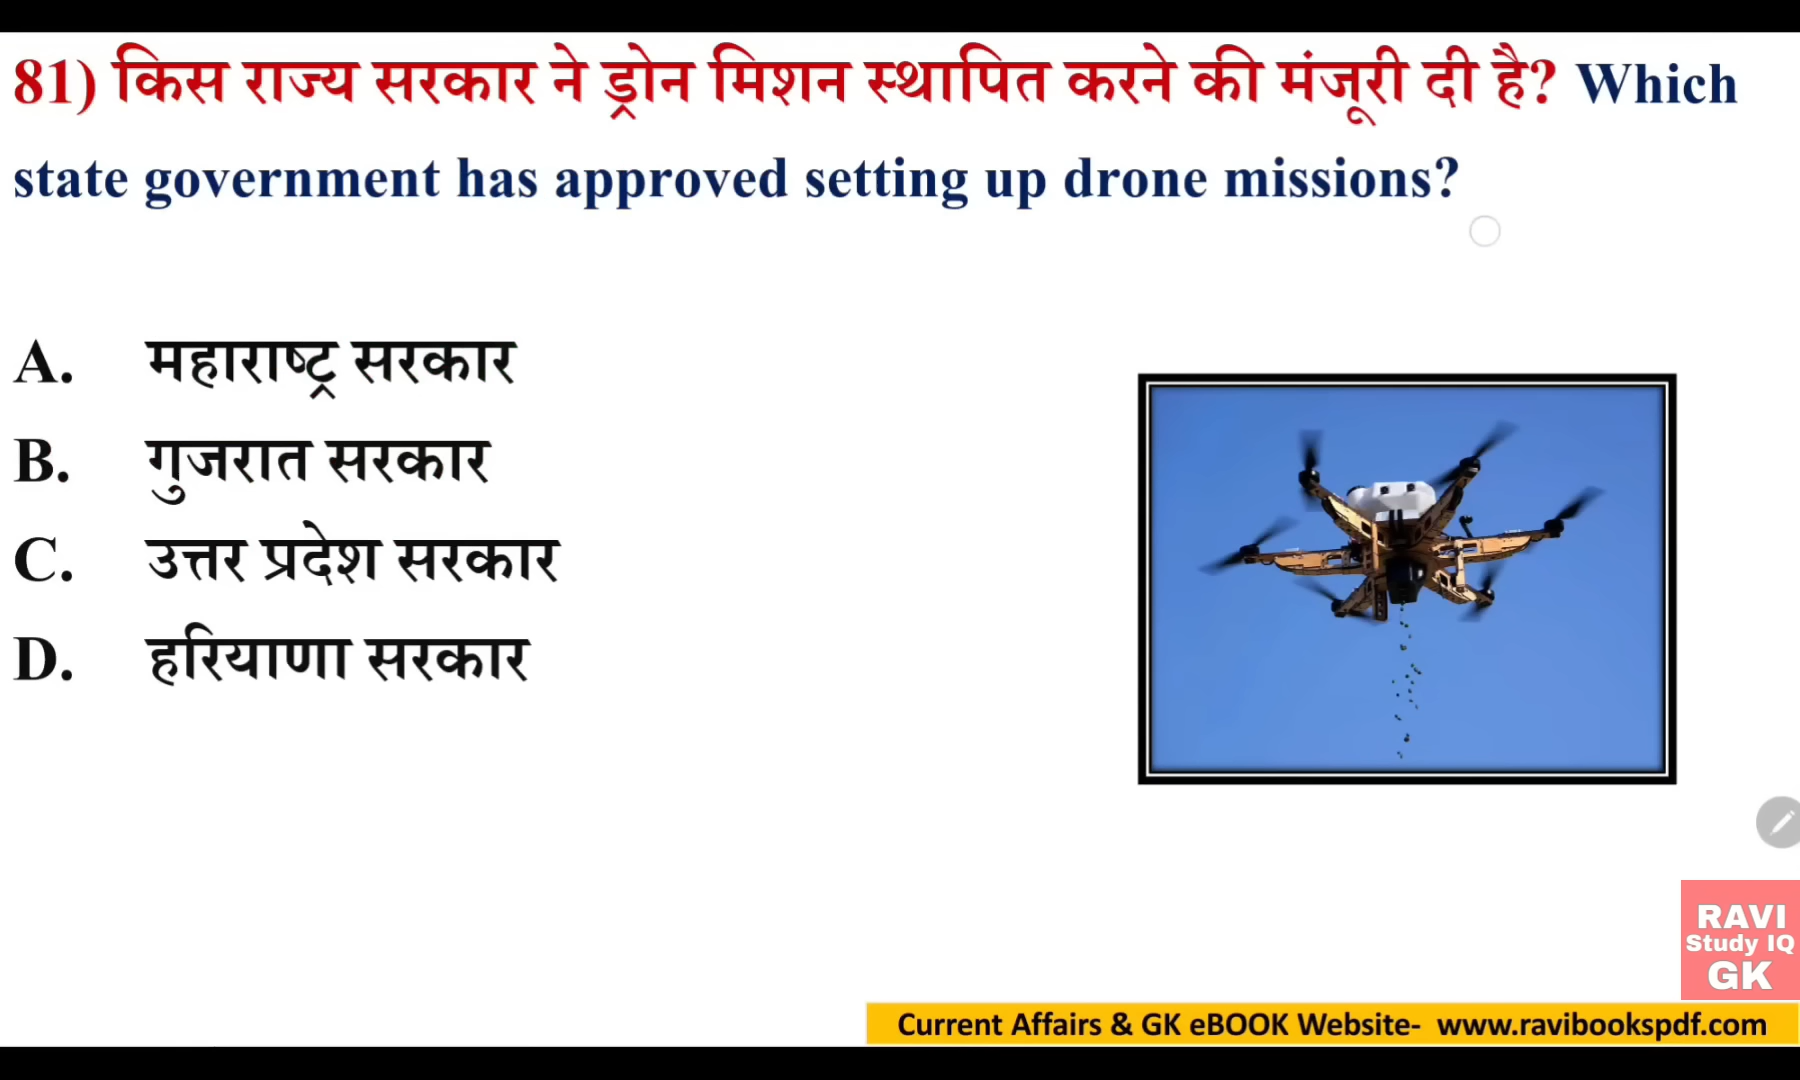 81) किस राज्य सरकार ने ड्रोन मिशन स्थापित करने की मंजूरी दी है? Which
state government has approved setting up drone missions?
A. महाराष्ट्र सरकार
B. गुजरात सरकार
C. उत्तर प्रदेश सरकार
D. हरियाणा सरकार
RAVI
Study IQ
GK
Current Affairs & GK eBOOK Website- www.ravibookspdf.com